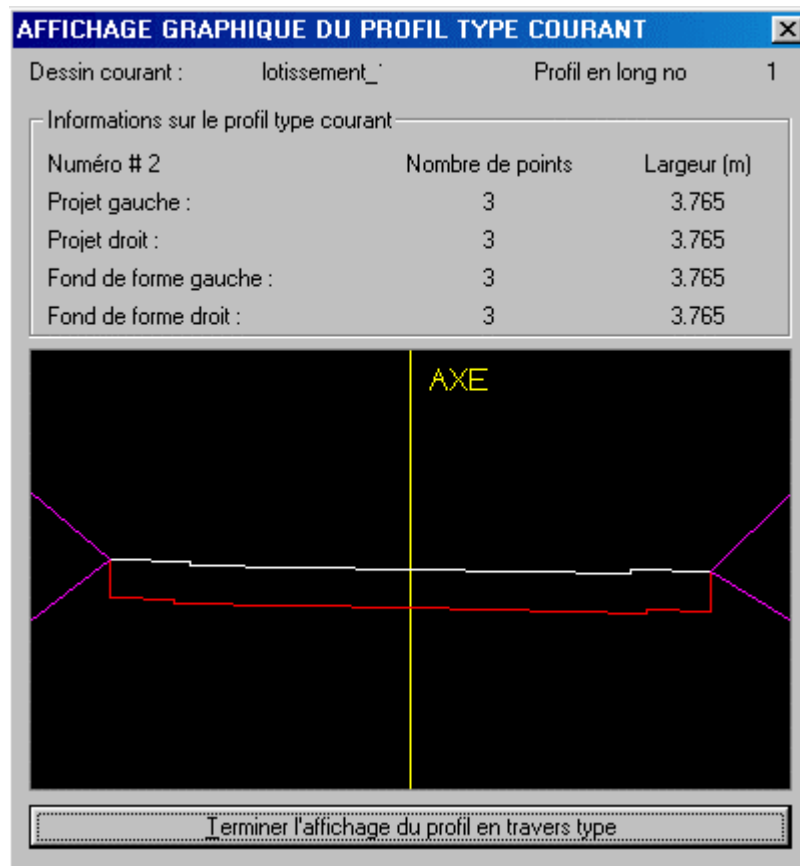 AFFICHAGE GRAPHIQUE DU PROFIL TYPE COURANT
Dessin courant : lotissement_ Profil en long no 1
Informations sur le profil type courant
Numéro # 2 Nombre de points Largeur (m)
Projet gauche : 3 3.765
Projet droit : 3 3.765
Fond de forme gauche : 3 3.765
Fond de forme droit : 3 3.765
AXE
Terminer l'affichage du profil en travers type